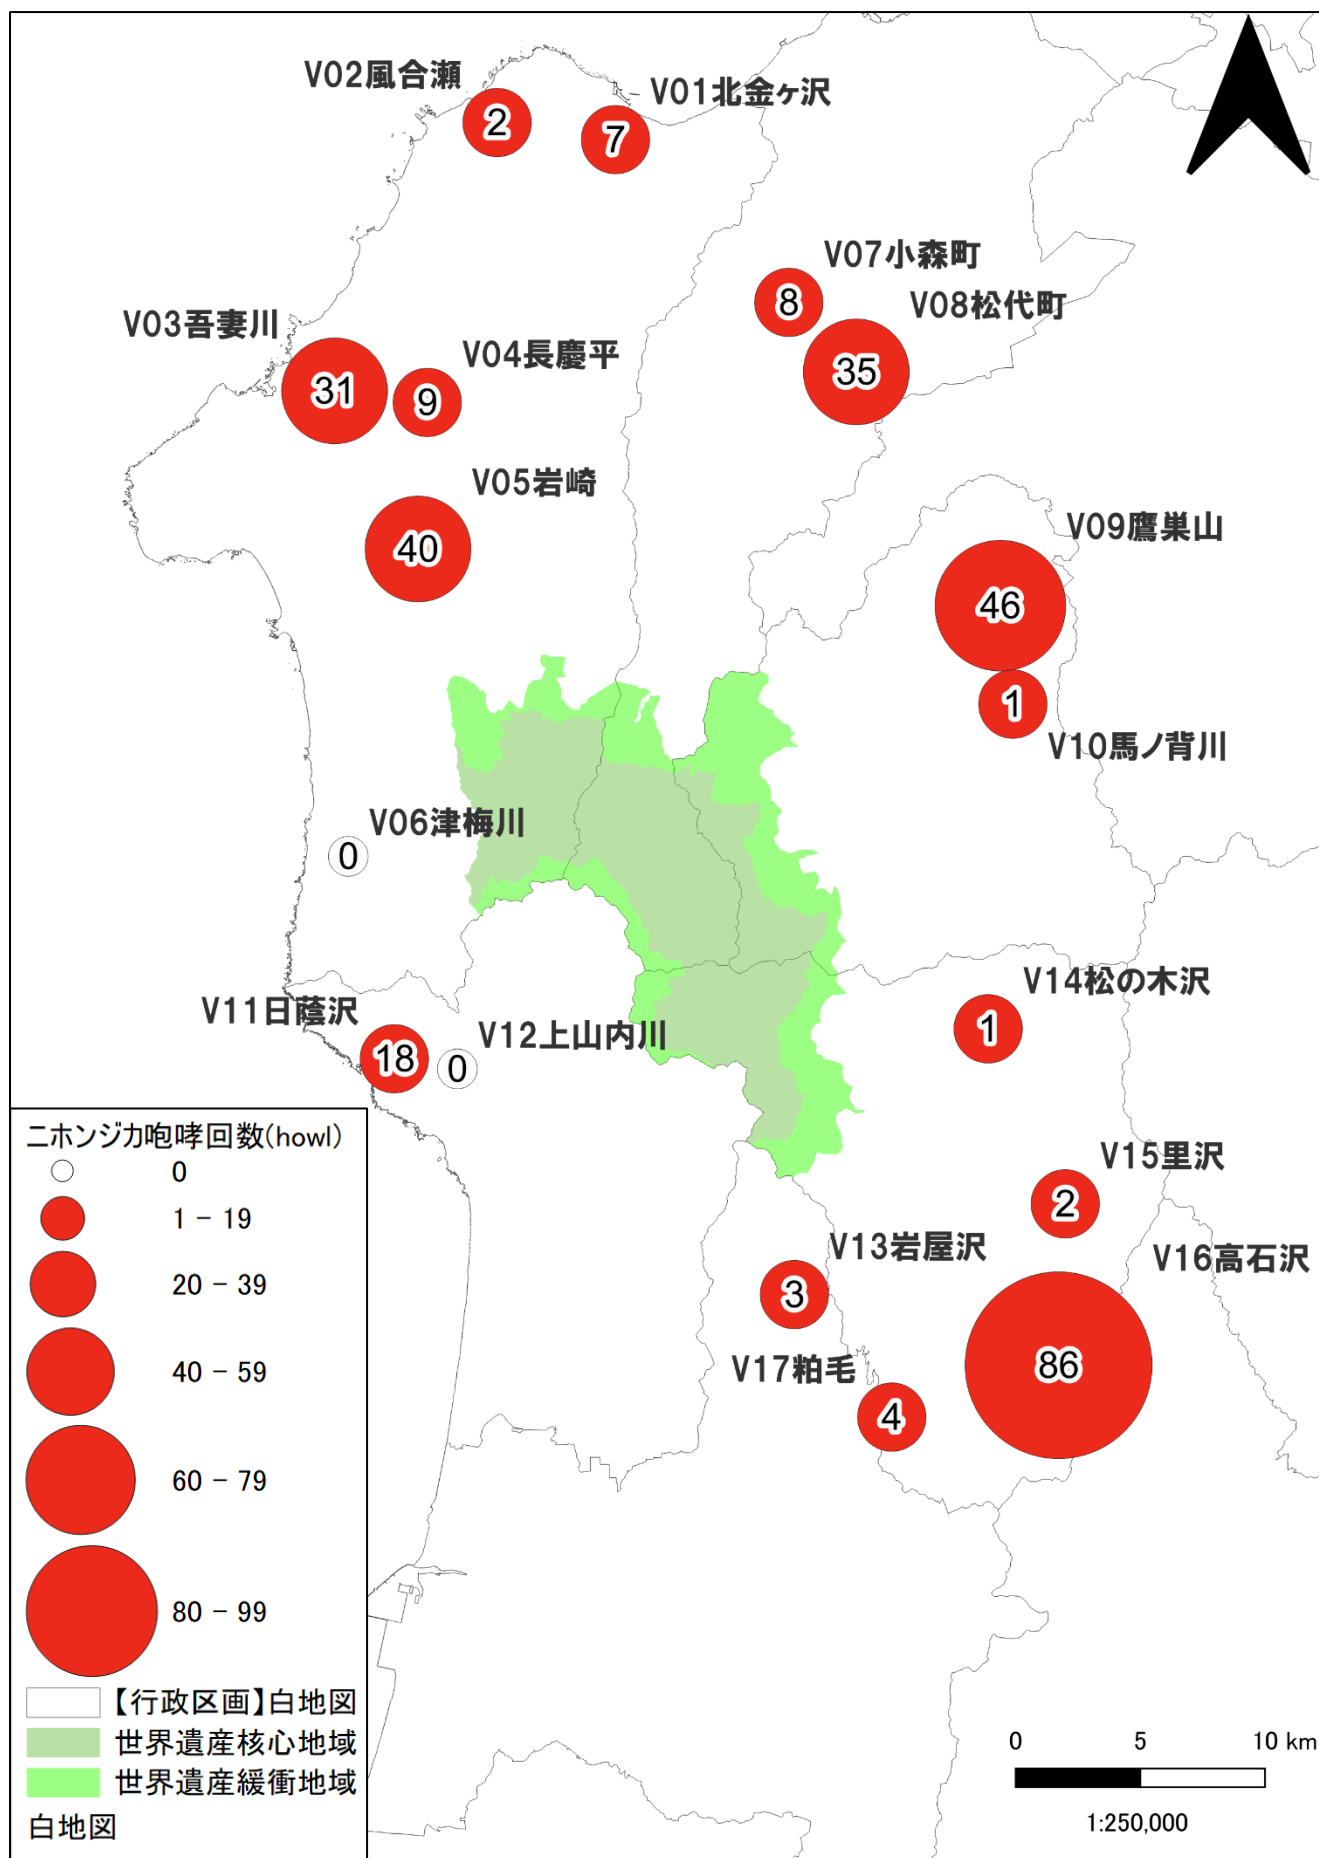 V02風合瀬
2
V01北金ヶ沢
7
V07小森町
8
V08松代町
35
V03吾妻川
31
V04長慶平
9
V05岩崎
40
V09鷹巣山
46
1
V10馬ノ背川
V06津梅川
0
V14松の木沢
1
V11日蔭沢
18
V12上山内川
0
V15里沢
2
V13岩屋沢
3
V16高石沢
86
V17粕毛
4
ニホンジカ咆哮回数(howl)
0
1 – 19
20 – 39
40 – 59
60 – 79
80 – 99
【行政区画】白地図
世界遺産核心地域
世界遺産緩衝地域
白地図
0 5 10 km
1:250,000